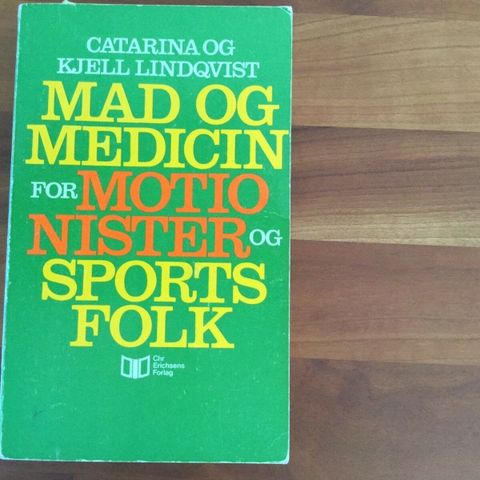 CATARINA OG
KJELL LINDQVIST
MAD OG
MEDICIN
FOR MOTIO
NISTER OG
SPORTS
FOLK
Chr
Erichsens
Forlag